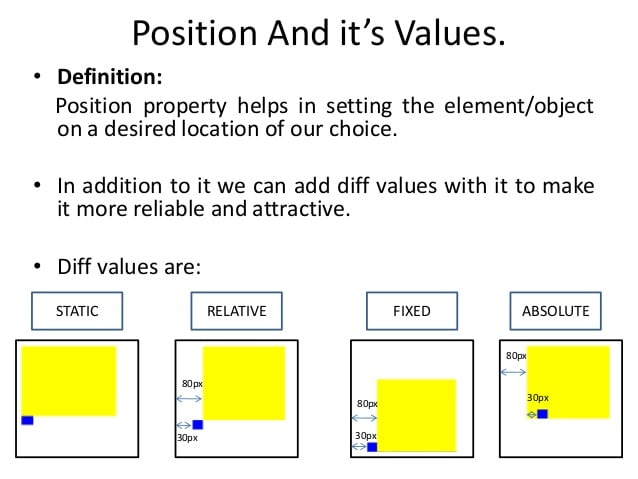 Position And it's Values.
• Definition:
Position property helps in setting the element/object
on a desired location of our choice.
• In addition to it we can add diff values with it to make
it more reliable and attractive.
• Diff values are:
STATIC
RELATIVE
FIXED
ABSOLUTE
80px
30px
80px
30px
80px
30px